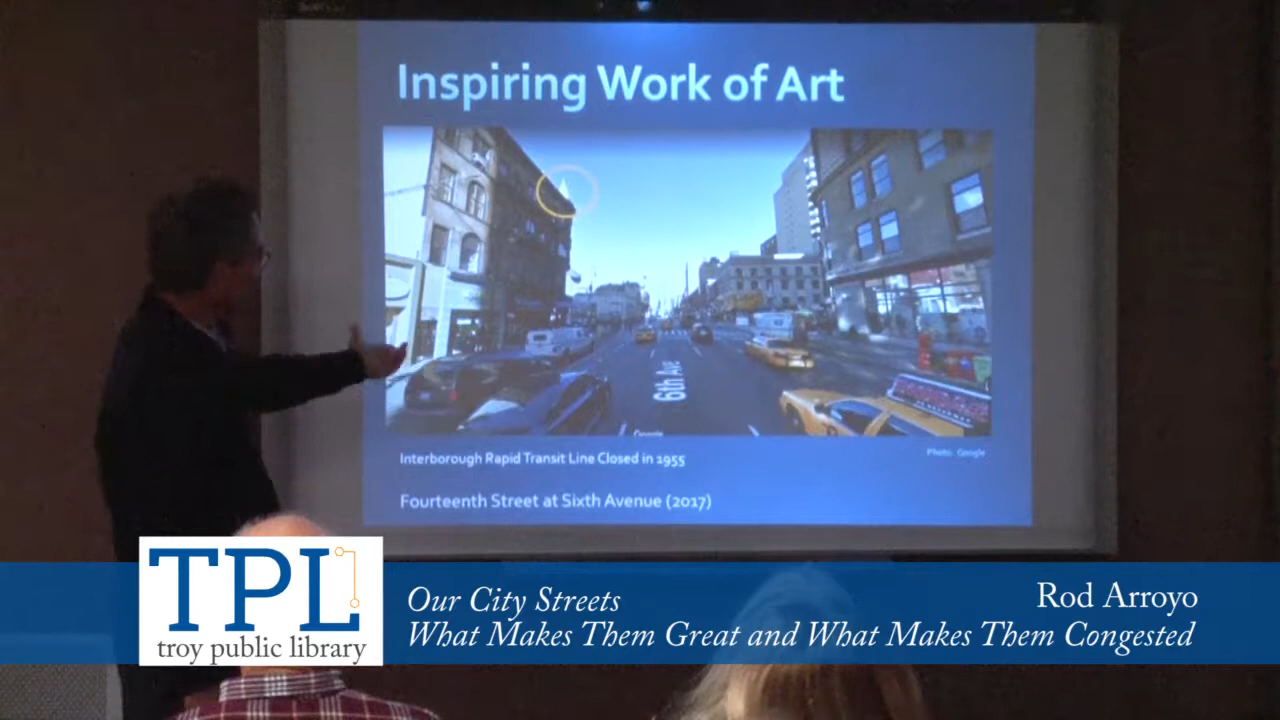 Inspiring Work of Art
6th Ave
Google
Interborough Rapid Transit Line Closed in 1955
Photo: Google
Fourteenth Street at Sixth Avenue (2017)
TPL
troy public library
Our City Streets
Rod Arroyo
What Makes Them Great and What Makes Them Congested